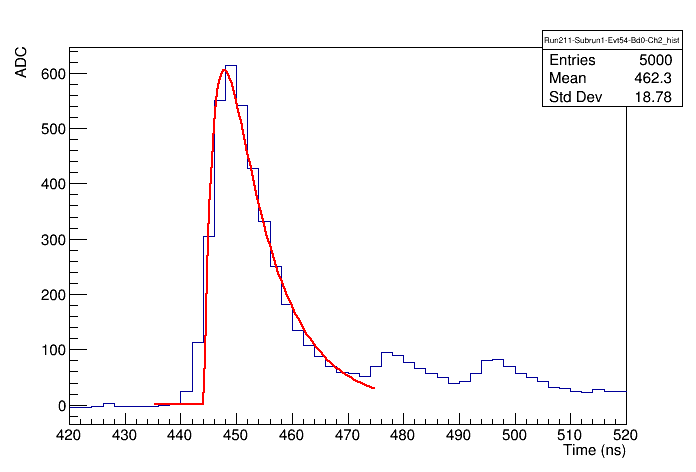 Run211-Subrun1-Evt54-Bd0-Ch2_hist
Entries 5000
Mean 462.3
Std Dev 18.78
ADC
600
500
400
300
200
100
0
420 430 440 450 460 470 480 490 500 510 520
Time (ns)